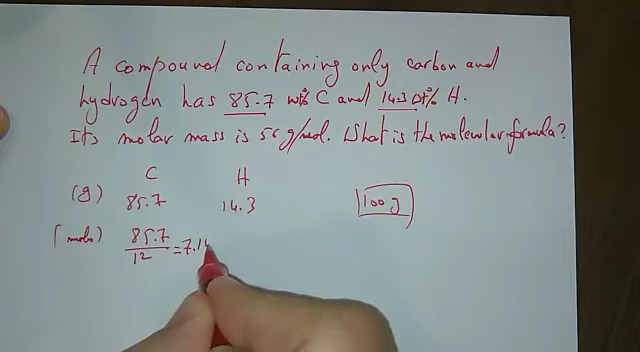 A compound containing only carbon and
hydrogen has 85.7 wt% C and 14.3 wt% H.
Its molar mass is 56 g/mol. What is the molecular formula?
C H
(g) 85.7 14.3 100 g
(mols) 85.7/12 = 7.14